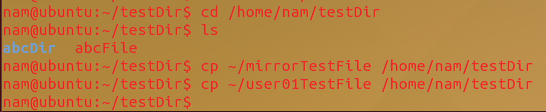 nam@ubuntu:~/testDir$ cd /home/nam/testDir
nam@ubuntu:~/testDir$ ls
abcDir  abcFile
nam@ubuntu:~/testDir$ cp ~/mirrorTestFile /home/nam/testDir
nam@ubuntu:~/testDir$ cp ~/user01TestFile /home/nam/testDir
nam@ubuntu:~/testDir$